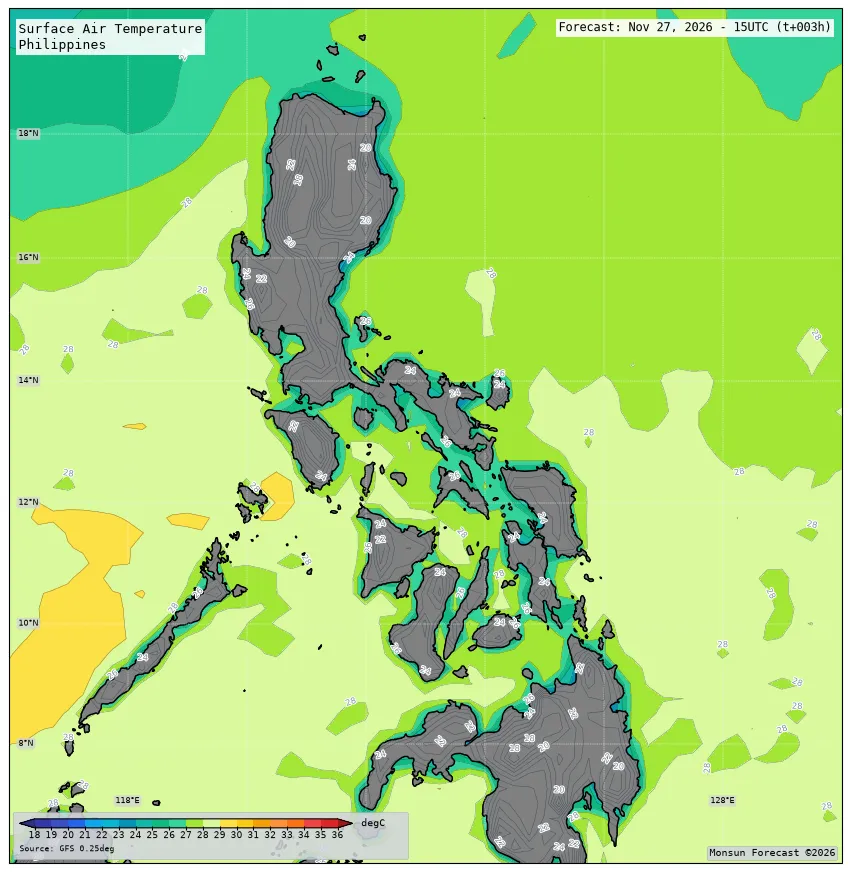 Surface Air Temperature
Philippines
Forecast: Nov 27, 2026 - 15UTC (t+003h)
18°N
16°N
14°N
12°N
10°N
8°N
118°E
128°E
18 19 20 21 22 23 24 25 26 27 28 29 30 31 32 33 34 35 36
degC
Source: GFS 0.25deg
Monsun Forecast ©2026